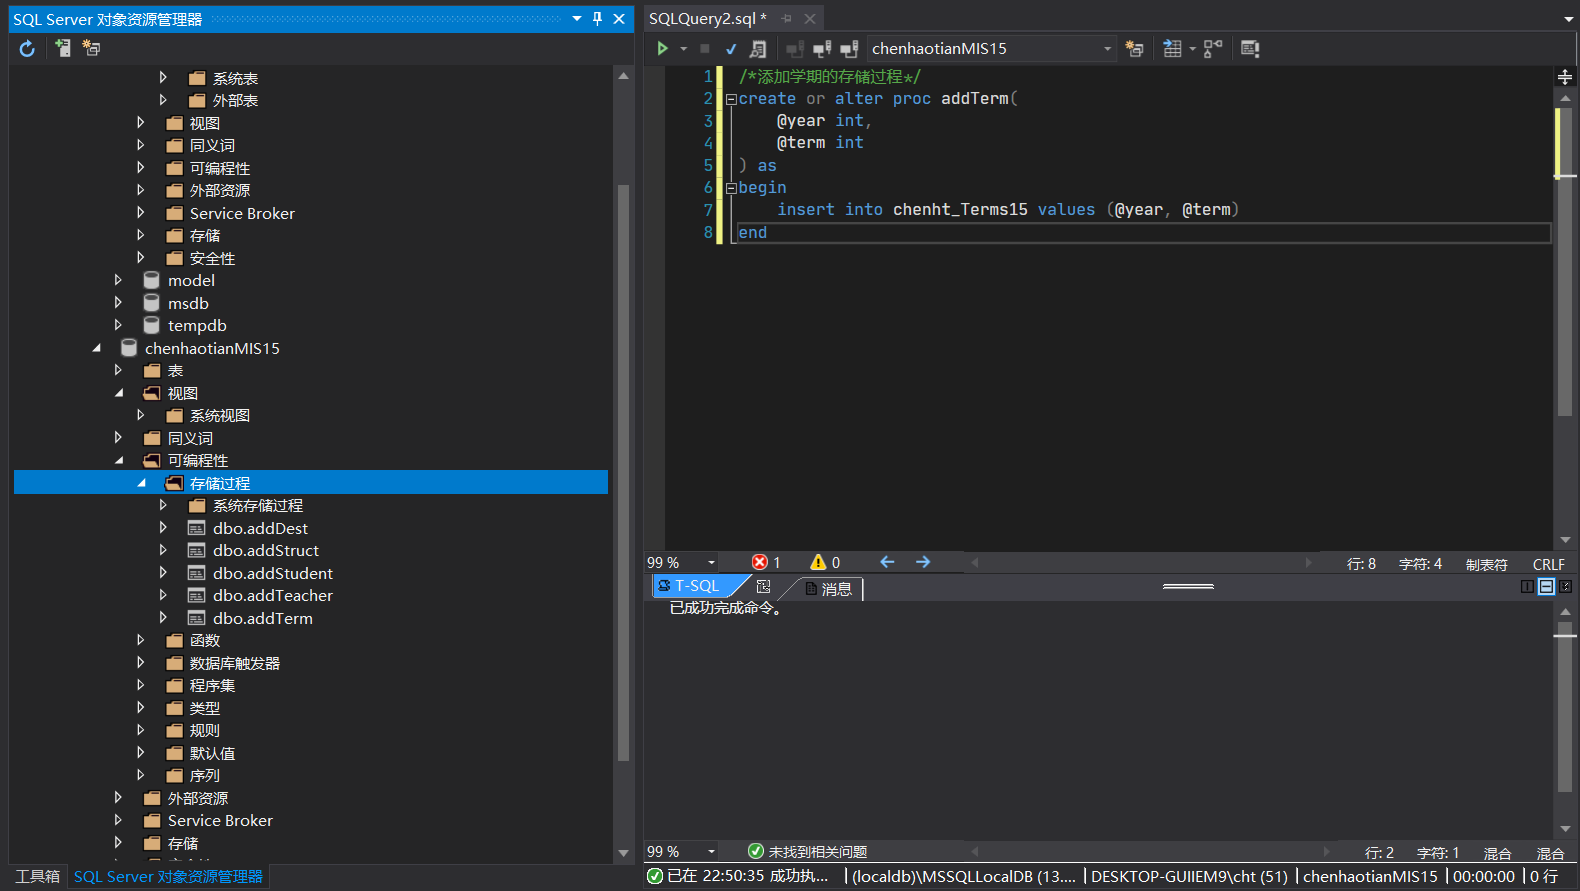 SQL Server 对象资源管理器
系统表
外部表
视图
同义词
可编程性
外部资源
Service Broker
存储
安全性
model
msdb
tempdb
chenhaotianMIS15
表
视图
系统视图
同义词
可编程性
存储过程
系统存储过程
dbo.addDest
dbo.addStruct
dbo.addStudent
dbo.addTeacher
dbo.addTerm
函数
数据库触发器
程序集
类型
规则
默认值
序列
外部资源
Service Broker
存储
工具箱 SQL Server 对象资源管理器
SQLQuery2.sql *
chenhaotianMIS15
1 /*添加学期的存储过程*/
2 create or alter proc addTerm(
3 @year int,
4 @term int
5 ) as
6 begin
7 insert into chenht_Terms15 values (@year, @term)
8 end
99 % 1 0 行: 8 字符: 4 制表符 CRLF
T-SQL 消息
已成功完成命令。
99 % 未找到相关问题 行: 2 字符: 1 混合 混合
已在 22:50:35 成功执... (localdb)\MSSQLLocalDB (13.... DESKTOP-GUIIEM9\cht (51) chenhaotianMIS15 00:00:00 0 行